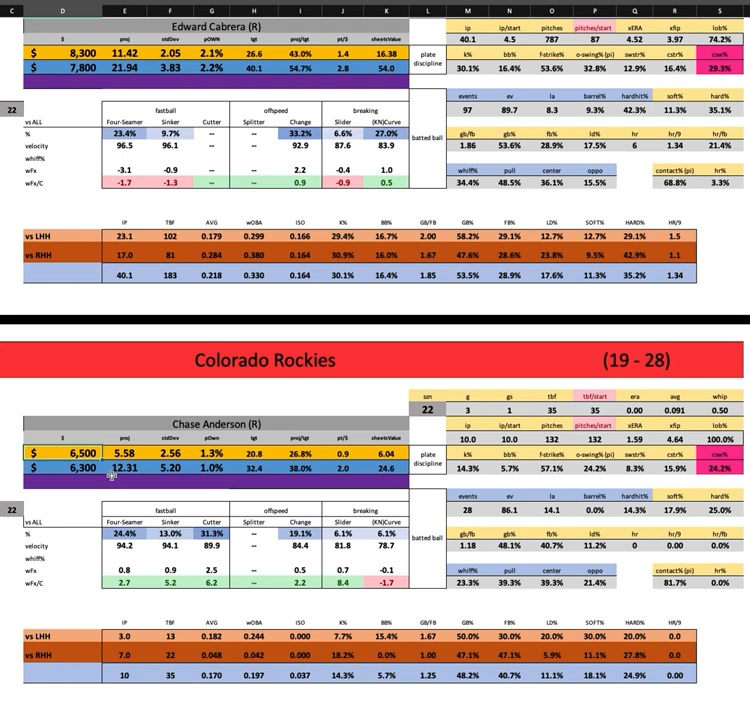 C D E F G H I J K L M N O P Q R S
Edward Cabrera (R)
ip ip/start pitches pitches/start xERA xfip lob%
40.1 4.5 787 87 4.52 3.97 74.2%
$ proj stdDev pOWN tgt proj/tgt pt/$ sheetsValue
$ 8,300 11.42 2.05 2.1% 26.6 43.0% 1.4 16.38
plate discipline
k% bb% f-strike% o-swing% (pi) swstr% cstr% csw%
$ 7,800 21.94 3.83 2.2% 40.1 54.7% 2.8 54.0
30.1% 16.4% 53.6% 32.8% 12.9% 16.4% 29.3%
events ev la barrel% hardhit% soft% hard%
22 fastball offspeed breaking
97 89.7 8.3 9.3% 42.3% 11.3% 35.1%
vs ALL Four-Seamer Sinker Cutter Splitter Change Slider (KN)Curve
% 23.4% 9.7% -- -- 33.2% 6.6% 27.0%
batted ball
gb/fb gb% fb% ld% hr hr/9 hr/fb
velocity 96.5 96.1 -- -- 92.9 87.6 83.9
1.86 53.6% 28.9% 17.5% 6 1.34 21.4%
whiff%
wFx -3.1 -0.9 2.2 -0.4 1.0
whiff% pull center oppo contact% (pi) hr%
wFx/C -1.7 -1.3 -- -- 0.9 -0.9 0.5
34.4% 48.5% 36.1% 15.5% 68.8% 3.3%
IP TBF AVG wOBA ISO K% BB% GB/FB GB% FB% LD% SOFT% HARD% HR/9
vs LHH 23.1 102 0.179 0.299 0.166 29.4% 16.7% 2.00 58.2% 29.1% 12.7% 12.7% 29.1% 1.5
vs RHH 17.0 81 0.284 0.380 0.164 30.9% 16.0% 1.67 47.6% 28.6% 23.8% 9.5% 42.9% 1.1
40.1 183 0.218 0.330 0.164 30.1% 16.4% 1.85 53.5% 28.9% 17.6% 11.3% 35.2% 1.34
Colorado Rockies (19 - 28)
szn g gs tbf tbf/start era avg whip
22 3 1 35 35 0.00 0.091 0.50
Chase Anderson (R)
ip ip/start pitches pitches/start xERA xfip lob%
10.0 10.0 132 132 1.59 4.64 100.0%
$ proj stdDev pOwn tgt proj/tgt pt/$ sheetsValue
$ 6,500 5.58 2.56 1.3% 20.8 26.8% 0.9 6.04
plate discipline
k% bb% f-strike% o-swing% (pi) swstr% cstr% csw%
$ 6,300 12.31 5.20 1.0% 32.4 38.0% 2.0 24.6
14.3% 5.7% 57.1% 24.2% 8.3% 15.9% 24.2%
events ev la barrel% hardhit% soft% hard%
22 fastball offspeed breaking
28 86.1 14.1 0.0% 14.3% 17.9% 25.0%
vs ALL Four-Seamer Sinker Cutter Splitter Change Slider (KN)Curve
% 24.4% 13.0% 31.3% -- 19.1% 6.1% 6.1%
batted ball
gb/fb gb% fb% ld% hr hr/9 hr/fb
velocity 94.2 94.1 89.9 -- 84.4 81.8 78.7
1.18 48.1% 40.7% 11.2% 0 0.00 0.0%
whiff%
wFx 0.8 0.9 2.5 0.5 0.7 -0.1
whiff% pull center oppo contact% (pi) hr%
wFx/C 2.7 5.2 6.2 -- 2.2 8.4 -1.7
23.3% 39.3% 39.3% 21.4% 81.7% 0.0%
IP TBF AVG wOBA ISO K% BB% GB/FB GB% FB% LD% SOFT% HARD% HR/9
vs LHH 3.0 13 0.182 0.244 0.000 7.7% 15.4% 1.67 50.0% 30.0% 20.0% 30.0% 20.0% 0.0
vs RHH 7.0 22 0.048 0.042 0.000 18.2% 0.0% 1.00 47.1% 47.1% 5.9% 11.1% 27.8% 0.0
10 35 0.170 0.197 0.037 14.3% 5.7% 1.25 48.2% 40.7% 11.1% 18.1% 24.9% 0.00